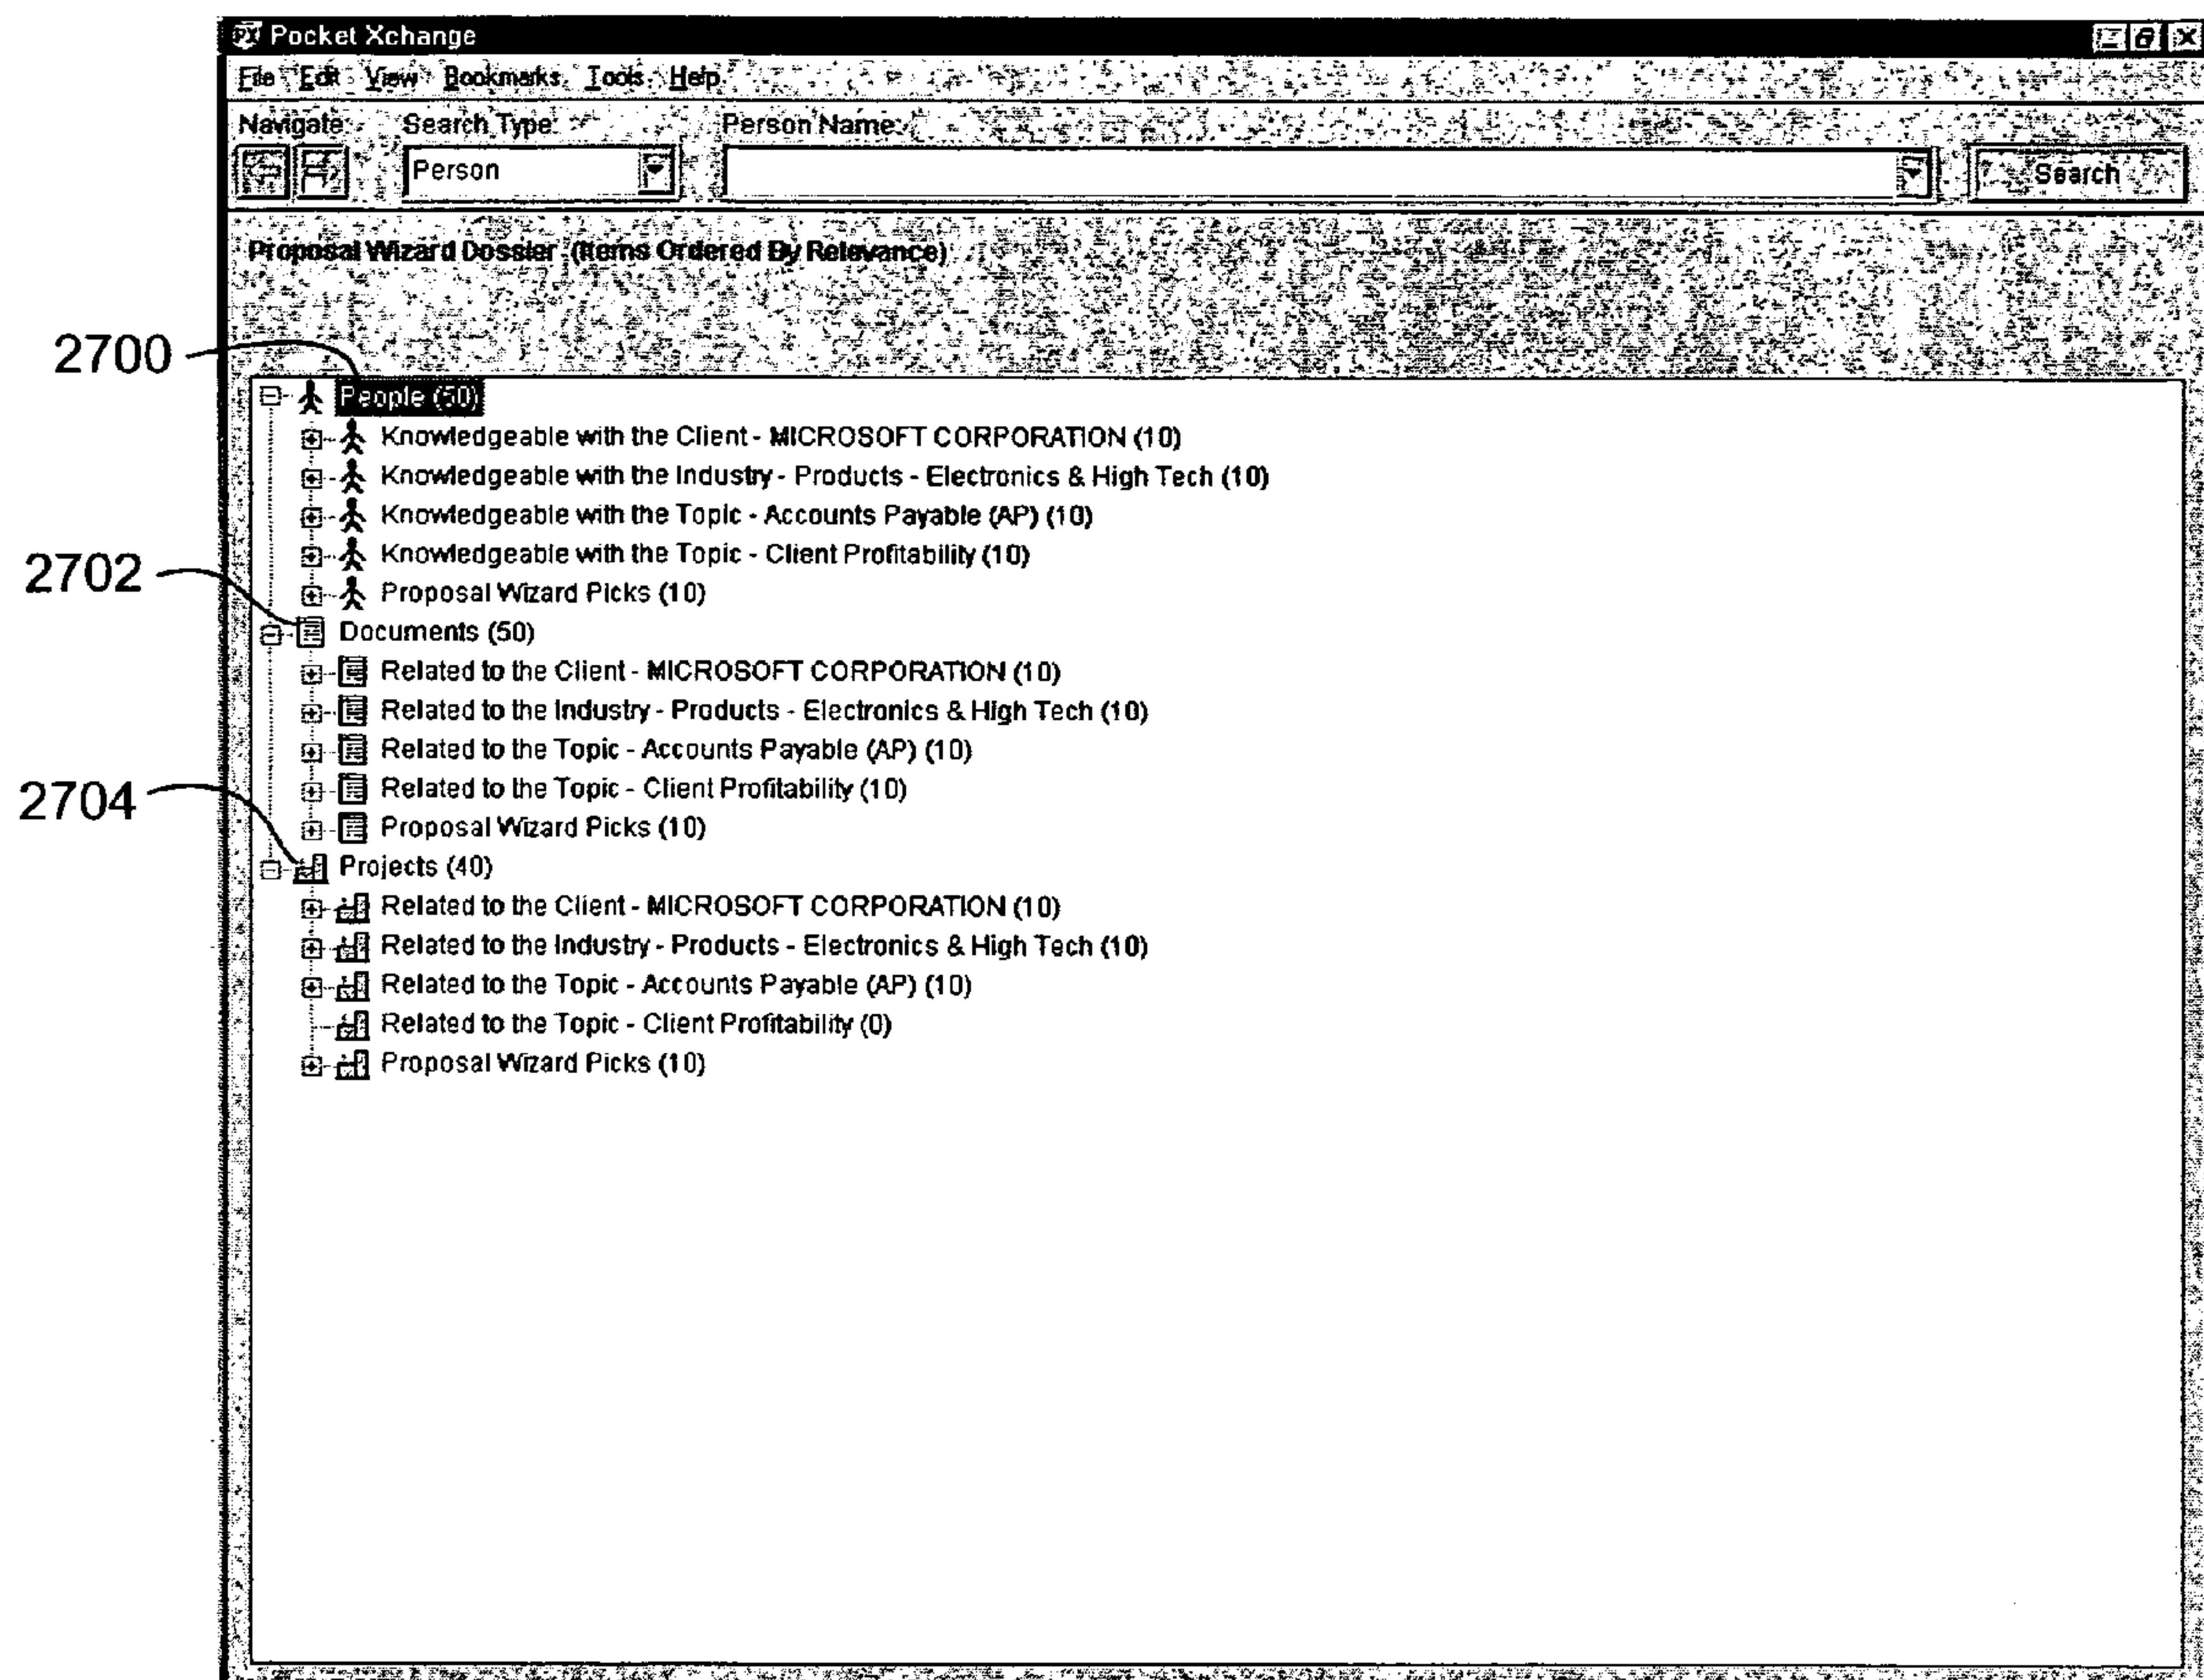 Pocket Xchange
File Edit View Bookmarks Tools Help
Navigate: Search Type: Person Name:
Person Search
Proposal Wizard Dossier (Items Ordered By Relevance)
2700
People (50)
Knowledgeable with the Client - MICROSOFT CORPORATION (10)
Knowledgeable with the Industry - Products - Electronics & High Tech (10)
Knowledgeable with the Topic - Accounts Payable (AP) (10)
Knowledgeable with the Topic - Client Profitability (10)
2702
Proposal Wizard Picks (10)
Documents (50)
Related to the Client - MICROSOFT CORPORATION (10)
Related to the Industry - Products - Electronics & High Tech (10)
Related to the Topic - Accounts Payable (AP) (10)
Related to the Topic - Client Profitability (10)
2704
Proposal Wizard Picks (10)
Projects (40)
Related to the Client - MICROSOFT CORPORATION (10)
Related to the Industry - Products - Electronics & High Tech (10)
Related to the Topic - Accounts Payable (AP) (10)
Related to the Topic - Client Profitability (0)
Proposal Wizard Picks (10)